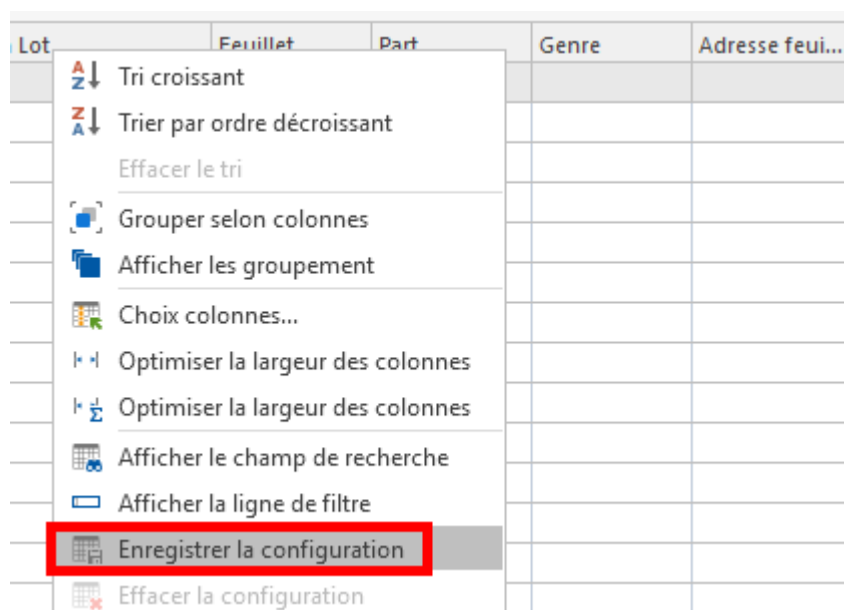 Lot Feuillet Part Genre Adresse feui...
Tri croissant
Trier par ordre décroissant
Effacer le tri
Grouper selon colonnes
Afficher les groupement
Choix colonnes...
Optimiser la largeur des colonnes
Optimiser la largeur des colonnes
Afficher le champ de recherche
Afficher la ligne de filtre
Enregistrer la configuration
Effacer la configuration